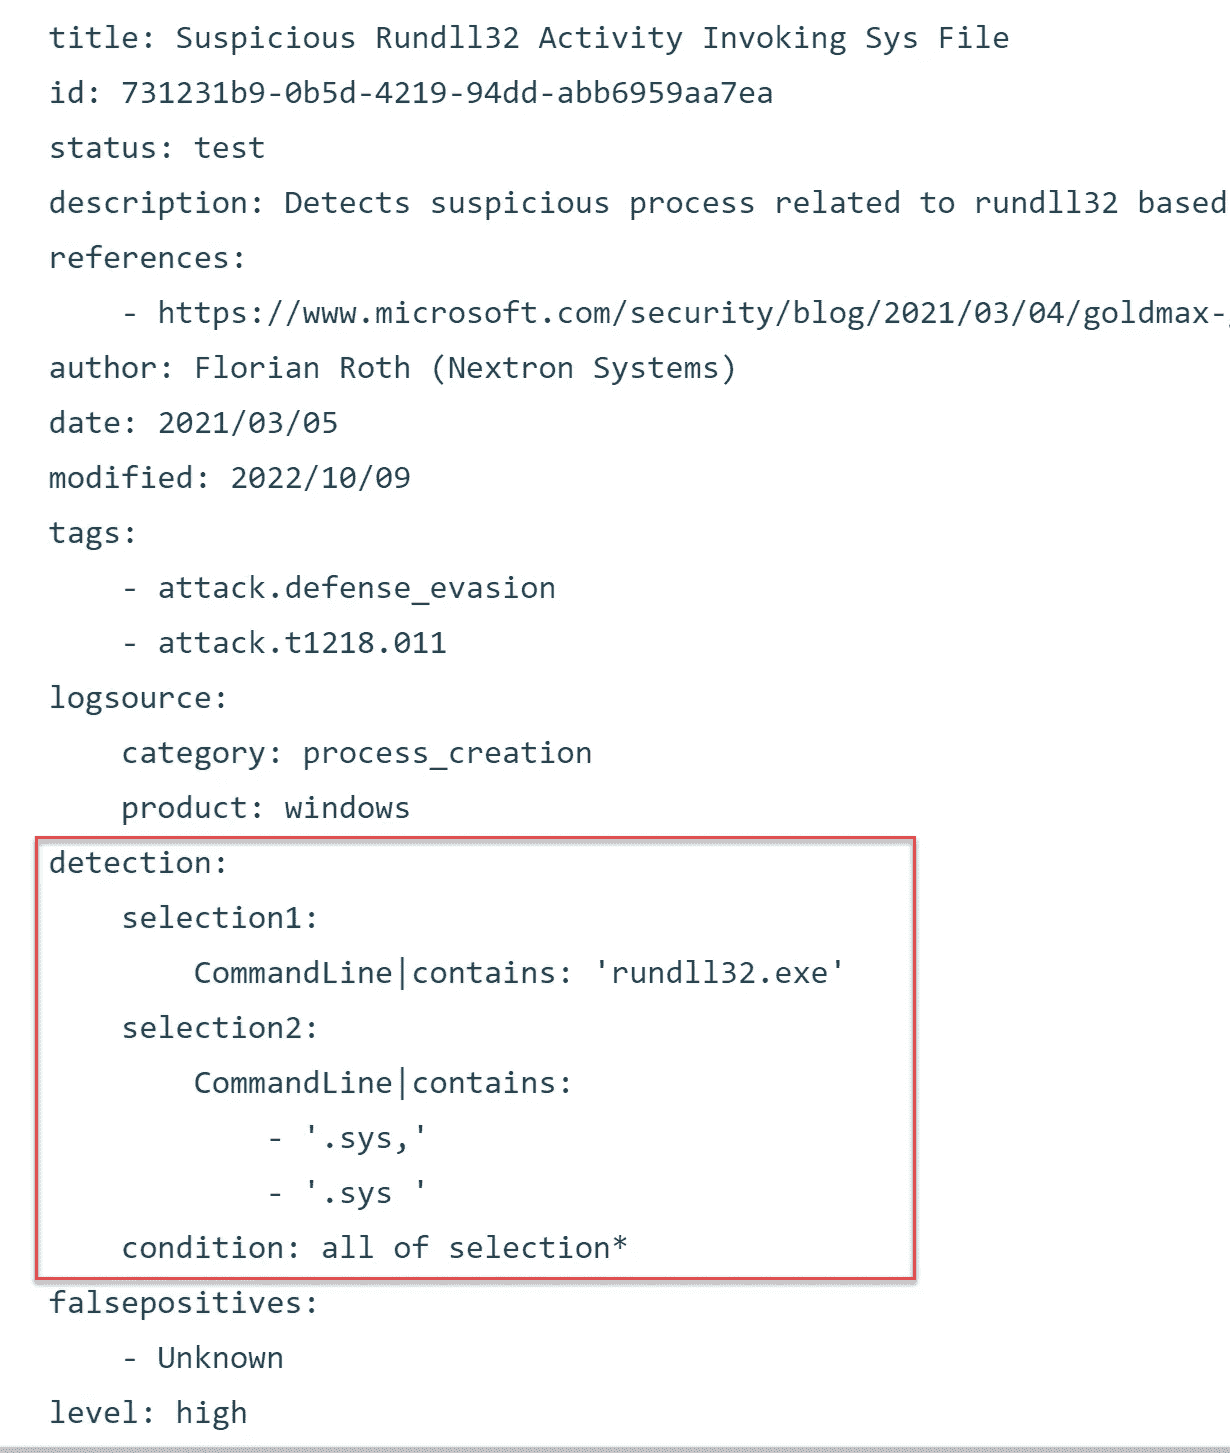 title: Suspicious Rundll32 Activity Invoking Sys File
id: 731231b9-0b5d-4219-94dd-abb6959aa7ea
status: test
description: Detects suspicious process related to rundll32 based
references:
    - https://www.microsoft.com/security/blog/2021/03/04/goldmax-
author: Florian Roth (Nextron Systems)
date: 2021/03/05
modified: 2022/10/09
tags:
    - attack.defense_evasion
    - attack.t1218.011
logsource:
    category: process_creation
    product: windows
detection:
    selection1:
        CommandLine|contains: 'rundll32.exe'
    selection2:
        CommandLine|contains:
            - '.sys,'
            - '.sys '
    condition: all of selection*
falsepositives:
    - Unknown
level: high